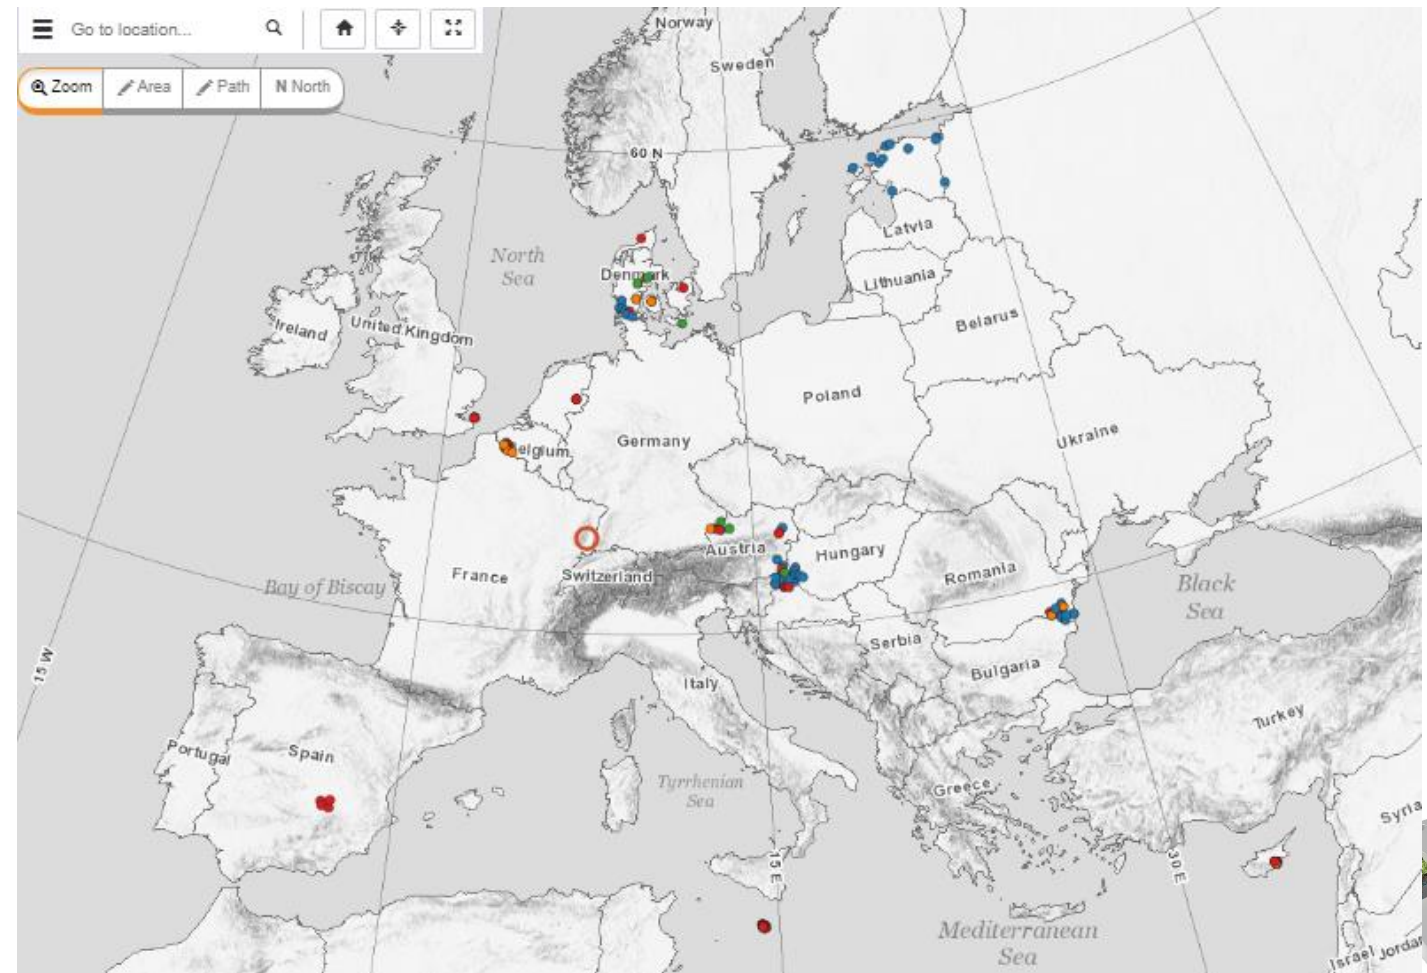 Go to location...
Zoom
Area
Path
N North
Norway
Sweden
60 N
North
Sea
Denmark
Latvia
Lithuania
Belarus
Ireland
United Kingdom
Poland
Ukraine
Germany
elgium
Austria
Hungary
Romania
France
Switzerland
Bay of Biscay
Black
Sea
15 W
Serbia
Bulgaria
Italy
Turkey
Portugal
Spain
Tyrrhenian
Sea
Greece
Syria
15 E
30 E
Mediterranean
Sea
Israel
Jordan